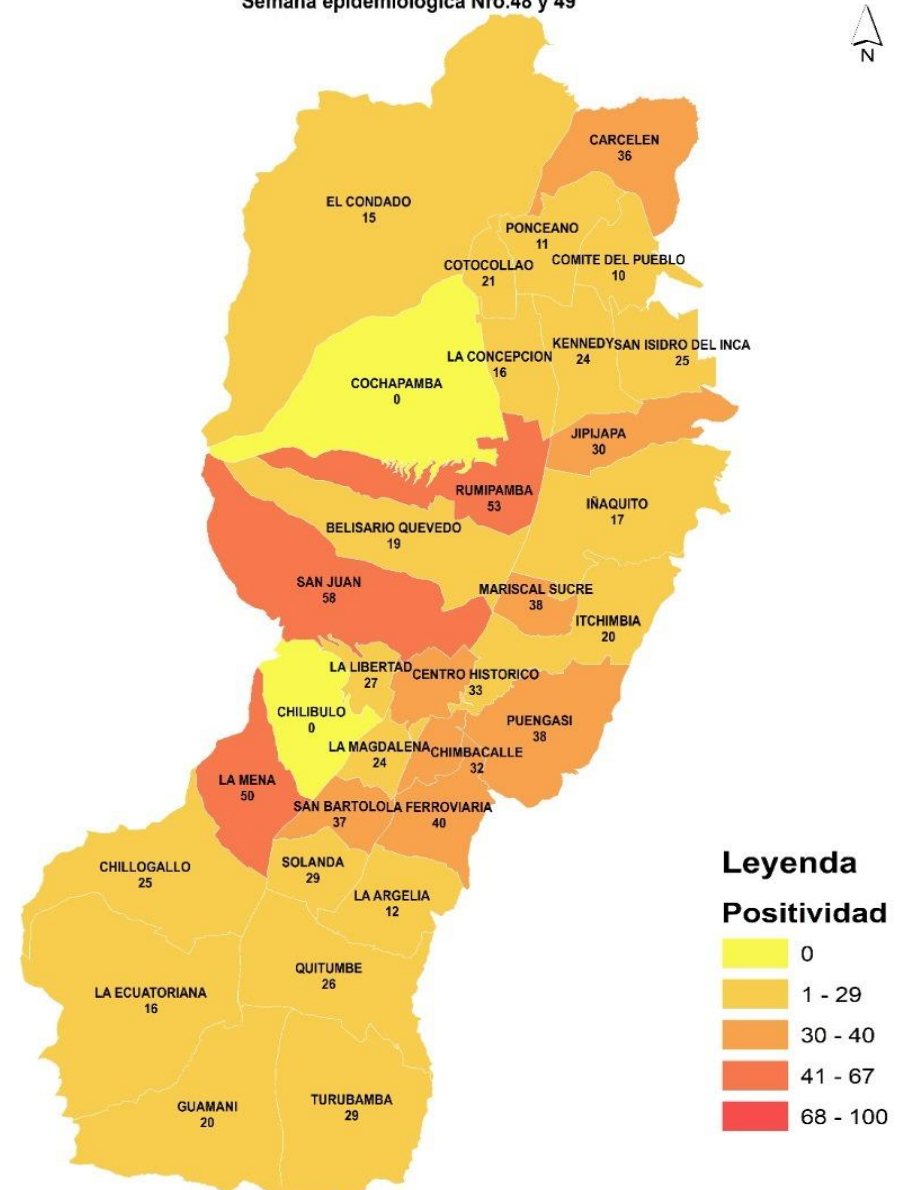 Semana epidemiológica Nro.48 y 49
N
CARCELEN
36
EL CONDADO
15
PONCEANO
11
COMITE DEL PUEBLO
10
COTOCOLLAO
21
KENNEDY
24
SAN ISIDRO DEL INCA
25
LA CONCEPCION
16
COCHAPAMBA
0
JIPIJAPA
30
RUMIPAMBA
53
IÑAQUITO
17
BELISARIO QUEVEDO
19
SAN JUAN
58
MARISCAL SUCRE
38
ITCHIMBIA
20
LA LIBERTAD
27
CENTRO HISTORICO
33
CHILIBULO
0
PUENGASI
38
LA MAGDALENA
24
CHIMBACALLE
32
LA MENA
50
SAN BARTOLO
37
LA FERROVIARIA
40
CHILLOGALLO
25
SOLANDA
29
LA ARGELIA
12
QUITUMBE
26
LA ECUATORIANA
16
GUAMANI
20
TURUBAMBA
29
Leyenda
Positividad
0
1 - 29
30 - 40
41 - 67
68 - 100